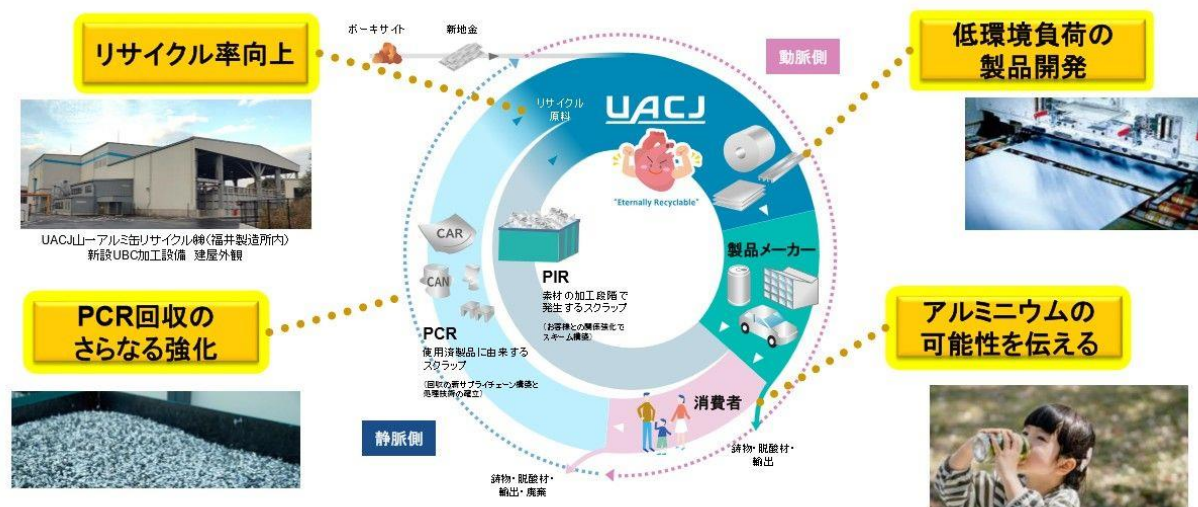 リサイクル率向上
UACJ山一アルミ缶リサイクル㈱(福井製造所内)
新設UBC加工設備 建屋外観
PCR回収の
さらなる強化
ボーキサイト
新地金
動脈側
リサイクル
原料
UACJ
"Eternally Recyclable"
製品メーカー
CAR
CAN
PIR
素材の加工段階で
発生するスクラップ
(お客様との関係強化で
スキーム構築)
PCR
使用済製品に由来する
スクラップ
(回収の新サプライチェーン構築と
処理技術の確立)
消費者
静脈側
鋳物・脱酸材・
輸出・廃棄
鋳物・脱酸材・
輸出
低環境負荷の
製品開発
アルミニウムの
可能性を伝える